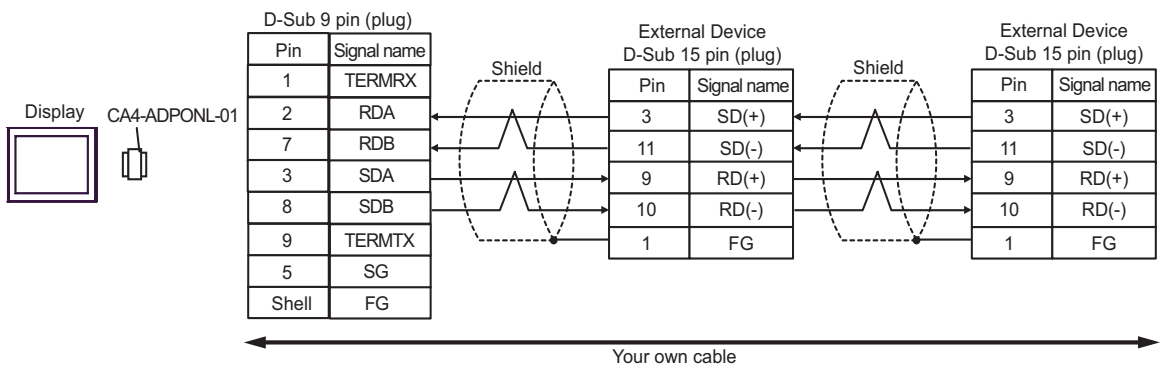 D-Sub 9 pin (plug)
Pin Signal name
1 TERMRX
2 RDA
7 RDB
3 SDA
8 SDB
9 TERMTX
5 SG
Shell FG
Display
CA4-ADPONL-01
Shield
External Device
D-Sub 15 pin (plug)
Pin Signal name
3 SD(+)
11 SD(-)
9 RD(+)
10 RD(-)
1 FG
Shield
External Device
D-Sub 15 pin (plug)
Pin Signal name
3 SD(+)
11 SD(-)
9 RD(+)
10 RD(-)
1 FG
Your own cable